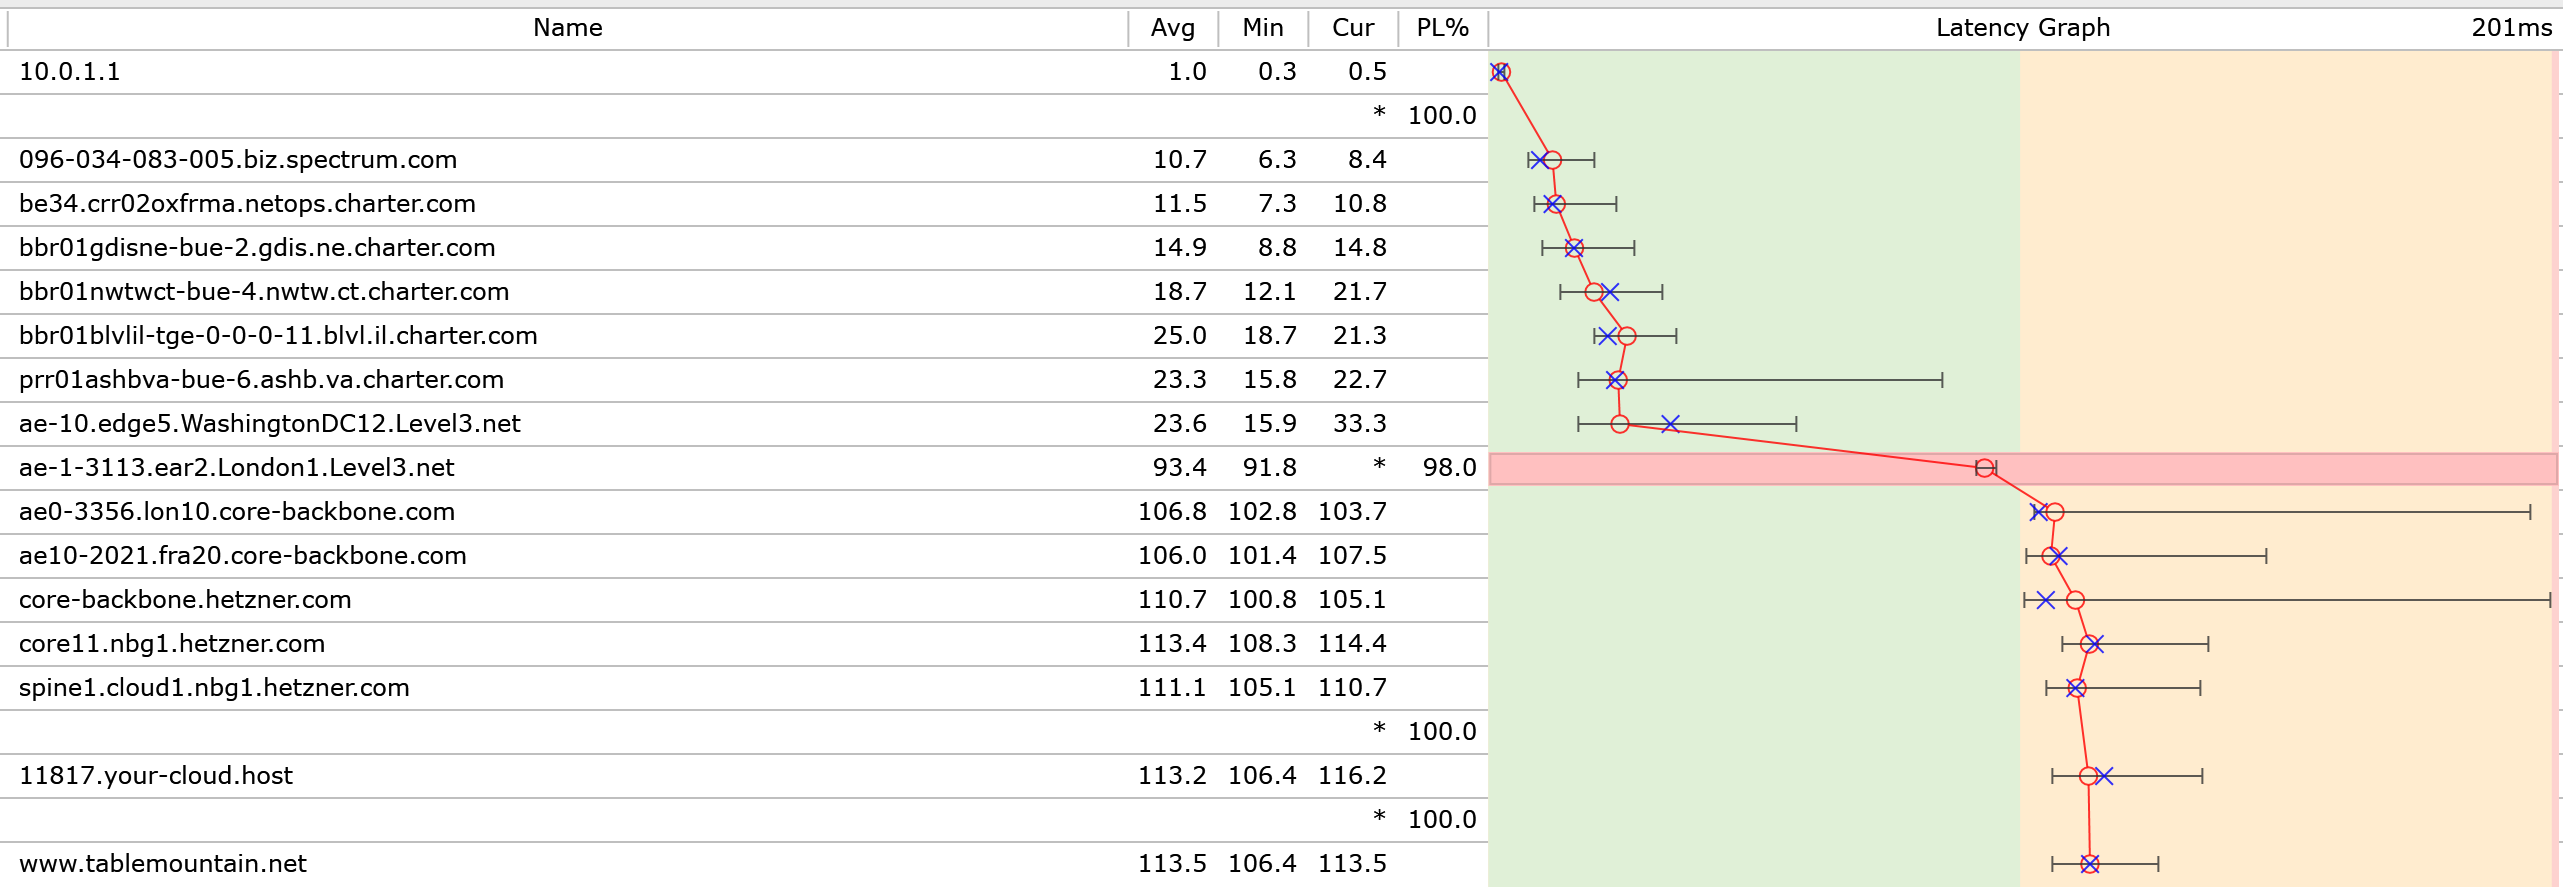 Name Avg Min Cur PL% Latency Graph 201ms
10.0.1.1 1.0 0.3 0.5
* 100.0
096-034-083-005.biz.spectrum.com 10.7 6.3 8.4
be34.crr02oxfrma.netops.charter.com 11.5 7.3 10.8
bbr01gdisne-bue-2.gdis.ne.charter.com 14.9 8.8 14.8
bbr01nwtwct-bue-4.nwtw.ct.charter.com 18.7 12.1 21.7
bbr01blvlil-tge-0-0-0-11.blvl.il.charter.com 25.0 18.7 21.3
prr01ashbva-bue-6.ashb.va.charter.com 23.3 15.8 22.7
ae-10.edge5.WashingtonDC12.Level3.net 23.6 15.9 33.3
ae-1-3113.ear2.London1.Level3.net 93.4 91.8 * 98.0
ae0-3356.lon10.core-backbone.com 106.8 102.8 103.7
ae10-2021.fra20.core-backbone.com 106.0 101.4 107.5
core-backbone.hetzner.com 110.7 100.8 105.1
core11.nbg1.hetzner.com 113.4 108.3 114.4
spine1.cloud1.nbg1.hetzner.com 111.1 105.1 110.7
* 100.0
11817.your-cloud.host 113.2 106.4 116.2
* 100.0
www.tablemountain.net 113.5 106.4 113.5